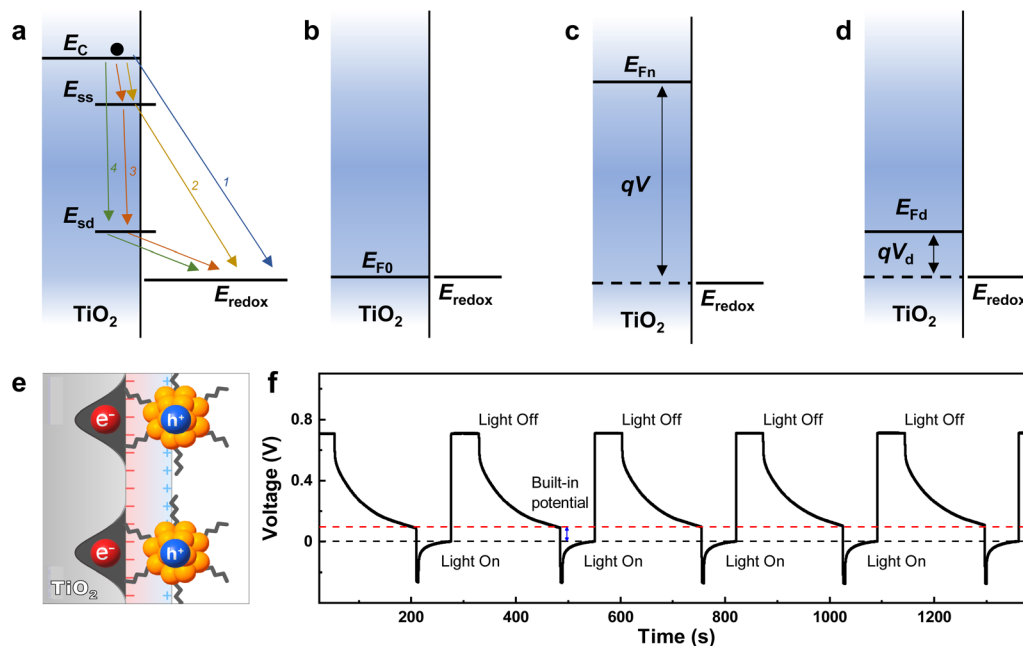 a
E_C
E_ss
4
3
2
1
E_sd
E_redox
TiO₂
b
E_F0
E_redox
c
E_Fn
qV
E_redox
TiO₂
d
E_Fd
qV_d
E_redox
TiO₂
e
e⁻
h⁺
e⁻
h⁺
TiO₂
f
Voltage (V)
0.8
0.4
0
Light Off
Light Off
Light Off
Light Off
Built-in
potential
Light On
Light On
Light On
Light On
200
400
600
800
1000
1200
Time (s)